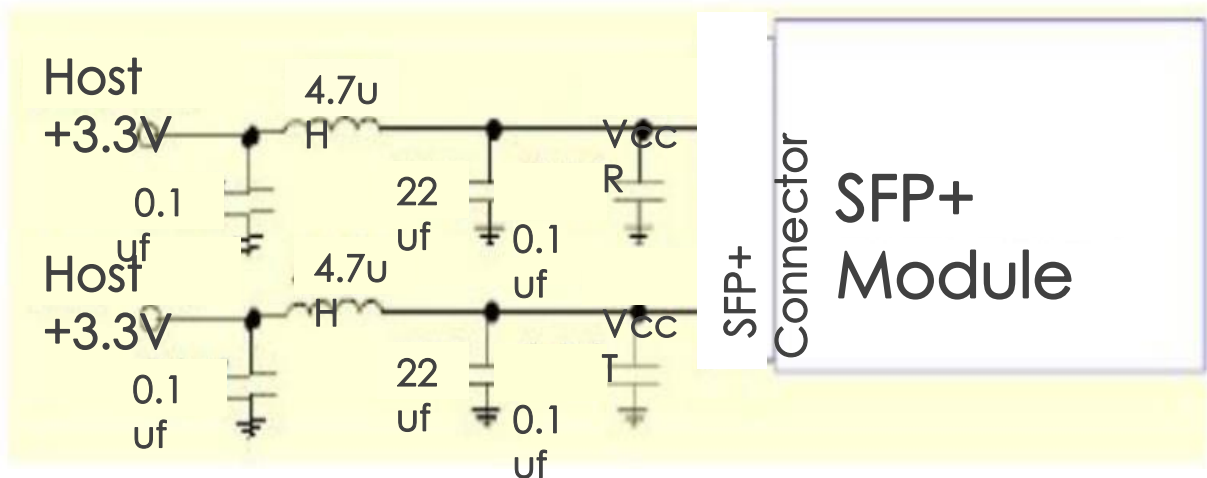 Host
+3.3V
4.7u
H
0.1
uf
22
uf
0.1
uf
Vcc
R
Host
+3.3V
4.7u
H
0.1
uf
22
uf
0.1
uf
Vcc
T
SFP+
Connector
SFP+
Module